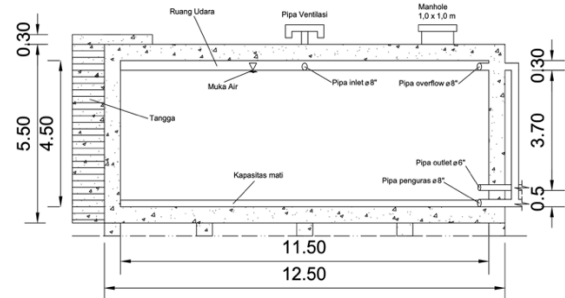 Ruang Udara
Pipa Ventilasi
Manhole
1,0 x 1,0 m
0.30
0.30
Muka Air
Pipa inlet ø8"
Pipa overflow ø8"
Tangga
5.50
4.50
3.70
Pipa outlet ø6"
Kapasitas mati
Pipa penguras ø8"
0.5
11.50
12.50